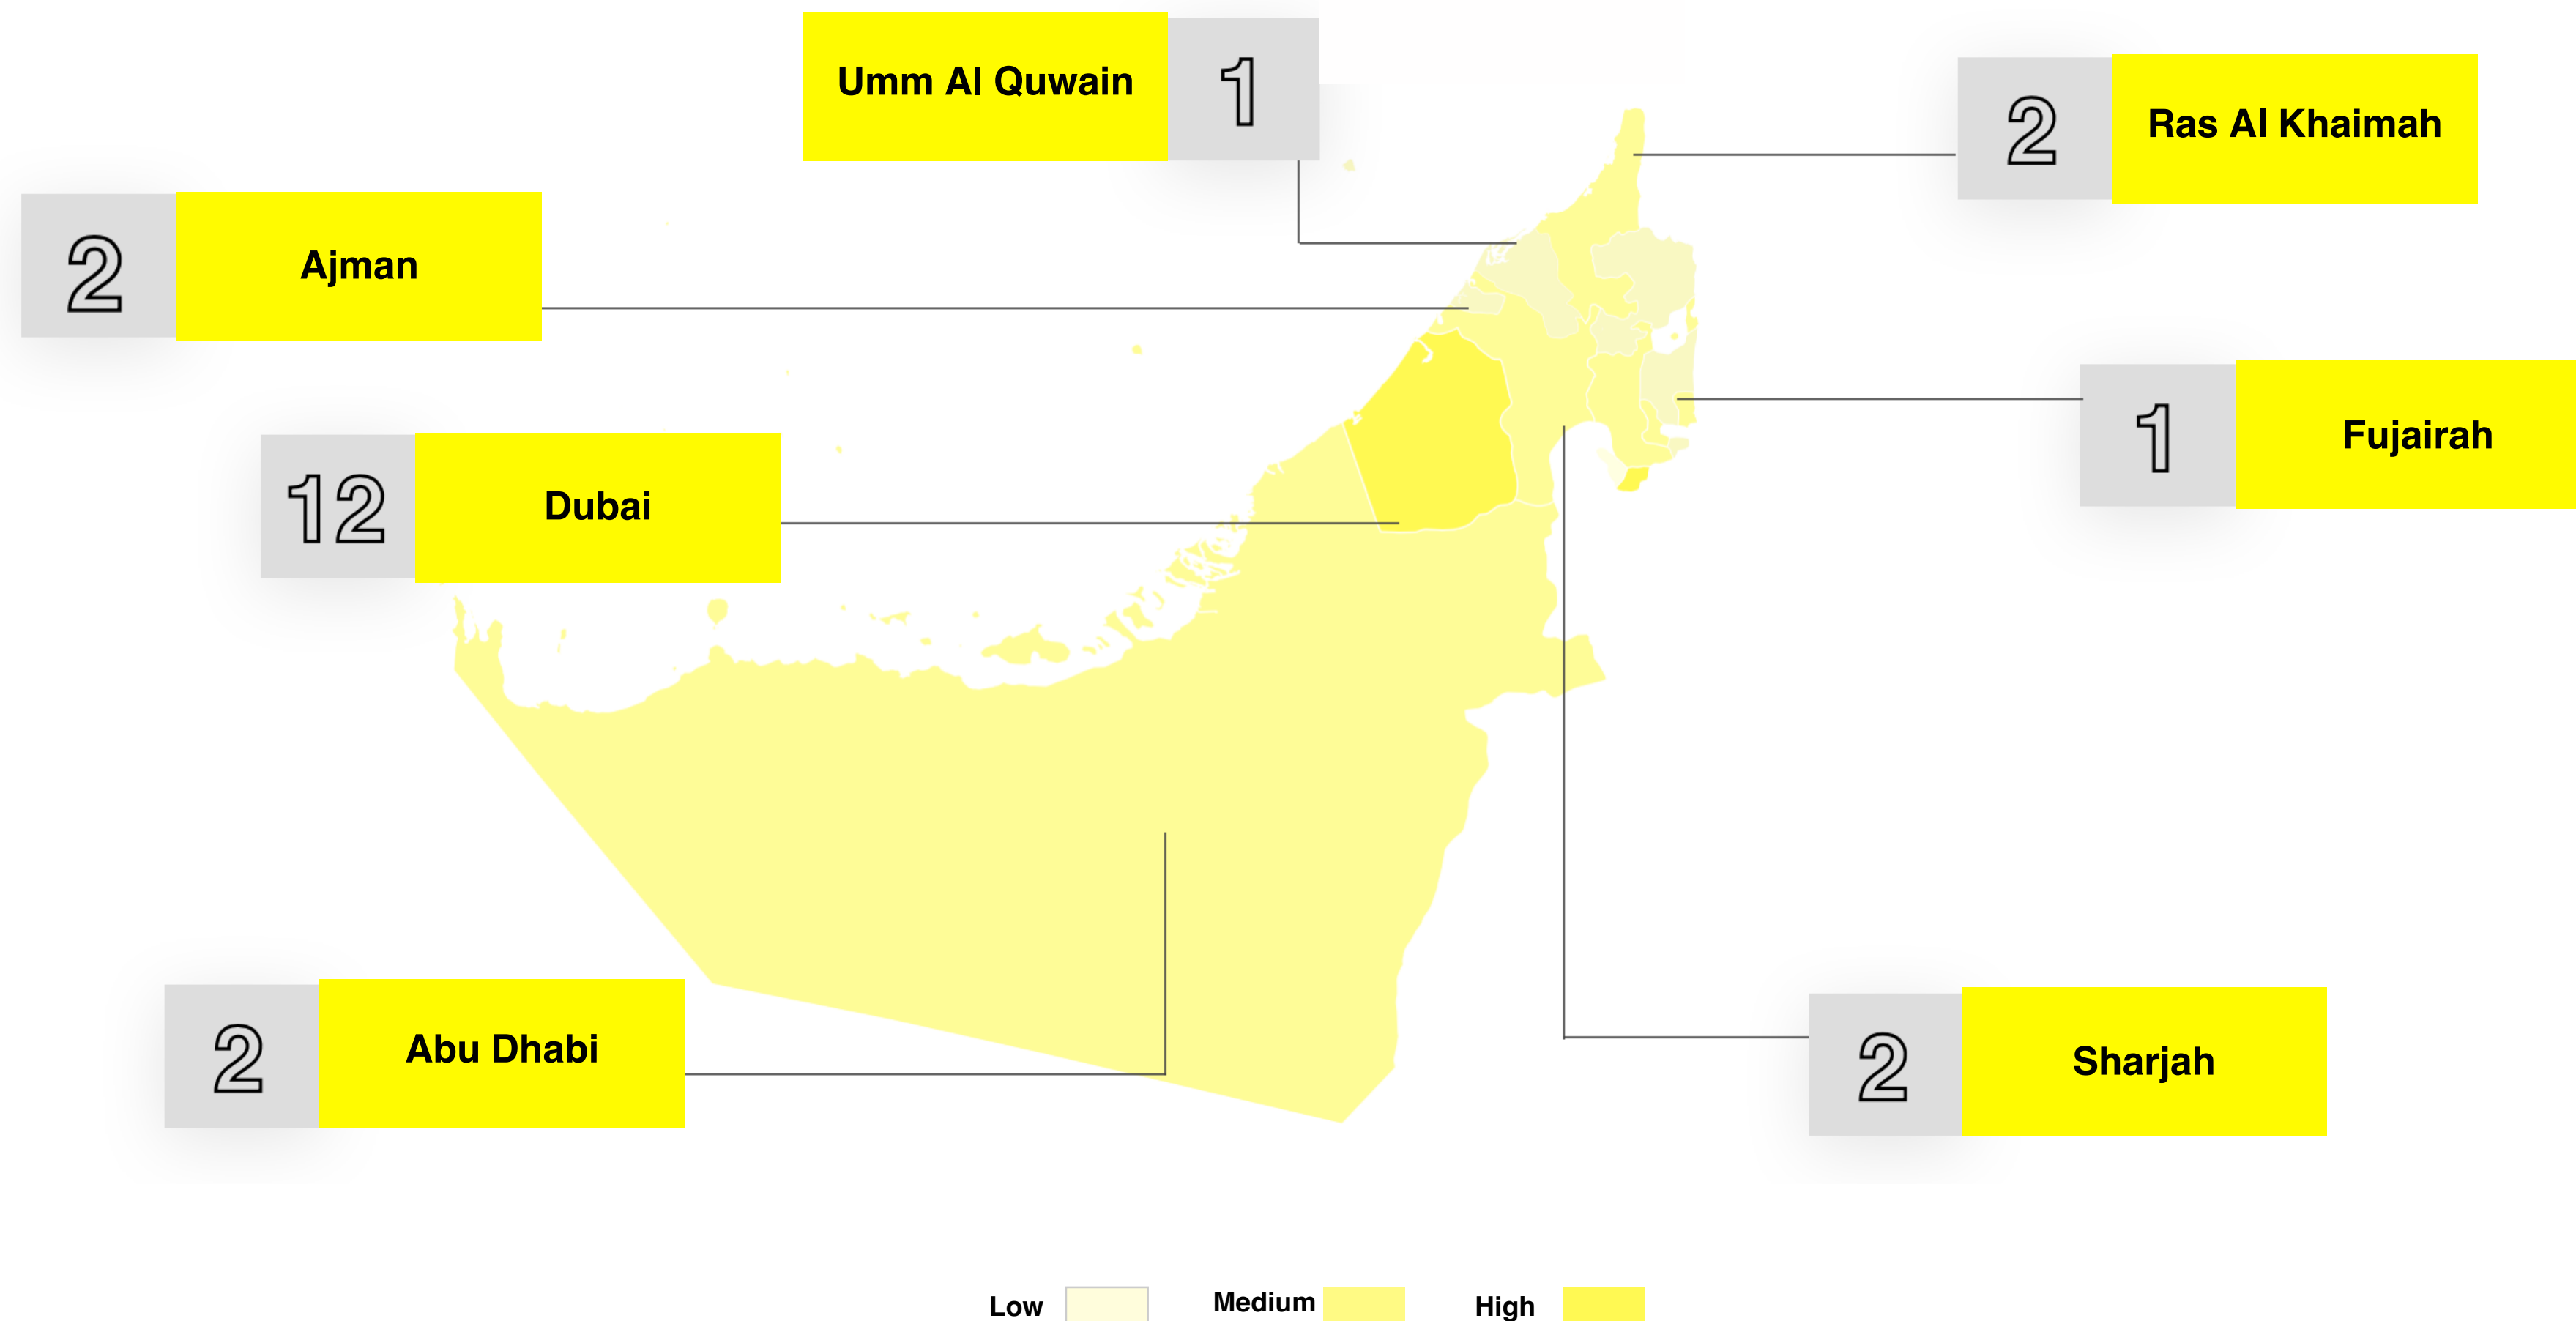 Umm Al Quwain 1
2 Ras Al Khaimah
2 Ajman
1 Fujairah
12 Dubai
2 Abu Dhabi
2 Sharjah
Low Medium High